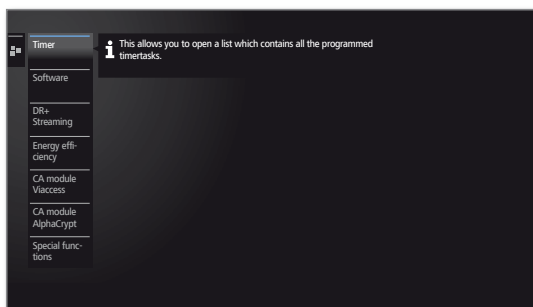 Timer
This allows you to open a list which contains all the programmed
timertasks.
Software
DR+
Streaming
Energy effi-
ciency
CA module
Viaccess
CA module
AlphaCrypt
Special func-
tions